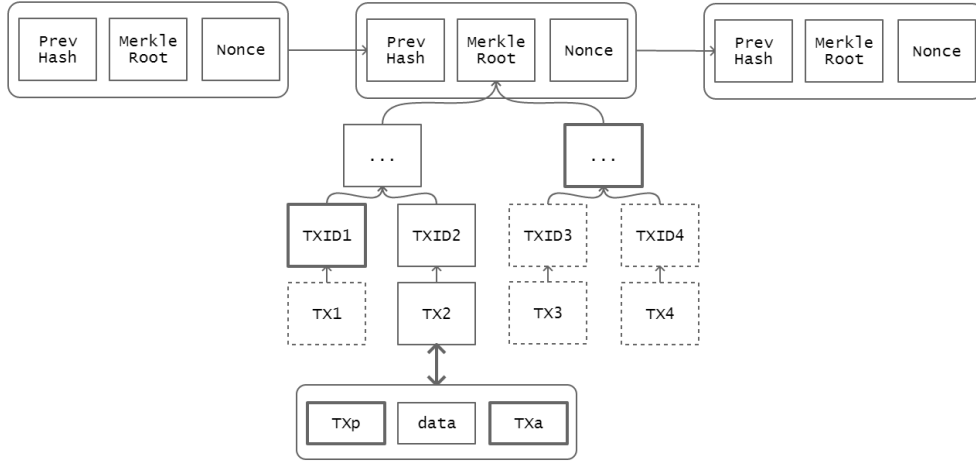 Prev Hash
Merkle Root
Nonce
Prev Hash
Merkle Root
Nonce
Prev Hash
Merkle Root
Nonce
...
...
TXID1
TXID2
TXID3
TXID4
TX1
TX2
TX3
TX4
TXp
data
TXa